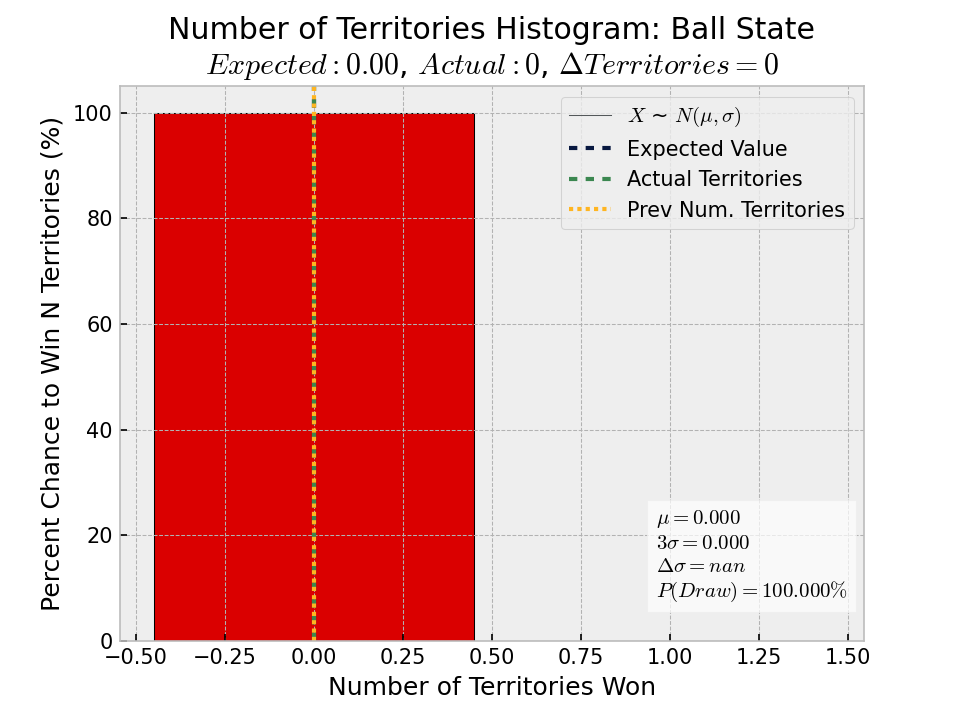 Number of Territories Histogram: Ball State
Expected : 0.00, Actual : 0, ΔTerritories = 0
Percent Chance to Win N Territories (%)
100
80
60
40
20
0
X ~ N(μ, σ)
Expected Value
Actual Territories
Prev Num. Territories
μ = 0.000
3σ = 0.000
Δσ = nan
P(Draw) = 100.000%
−0.50 −0.25 0.00 0.25 0.50 0.75 1.00 1.25 1.50
Number of Territories Won